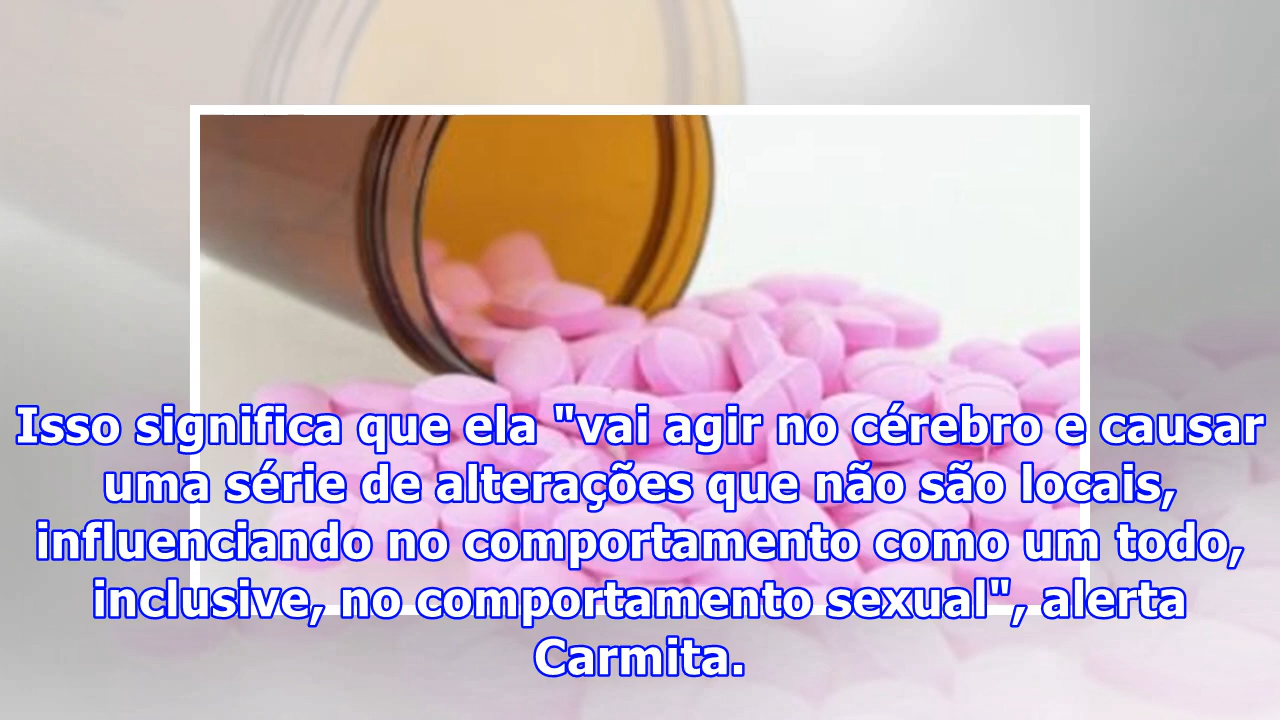 Isso significa que ela "vai agir no cérebro e causar
uma série de alterações que não são locais,
influenciando no comportamento como um todo,
inclusive, no comportamento sexual", alerta
Carmita.